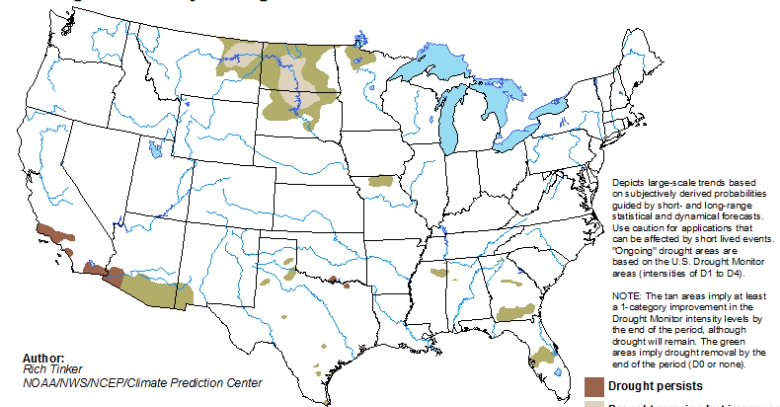 Depicts large-scale trends based
on subjectively derived probabilities
guided by short- and long-range
statistical and dynamical forecasts.
Use caution for applications that
can be affected by short lived events.
"Ongoing" drought areas are
based on the U.S. Drought Monitor
areas (intensities of D1 to D4).
NOTE: The tan areas imply at least
a 1-category improvement in the
Drought Monitor intensity levels by
the end of the period, although
drought will remain. The green
areas imply drought removal by the
end of the period (D0 or none).
Author:
Rich Tinker
NOAA/NWS/NCEP/Climate Prediction Center
Drought persists